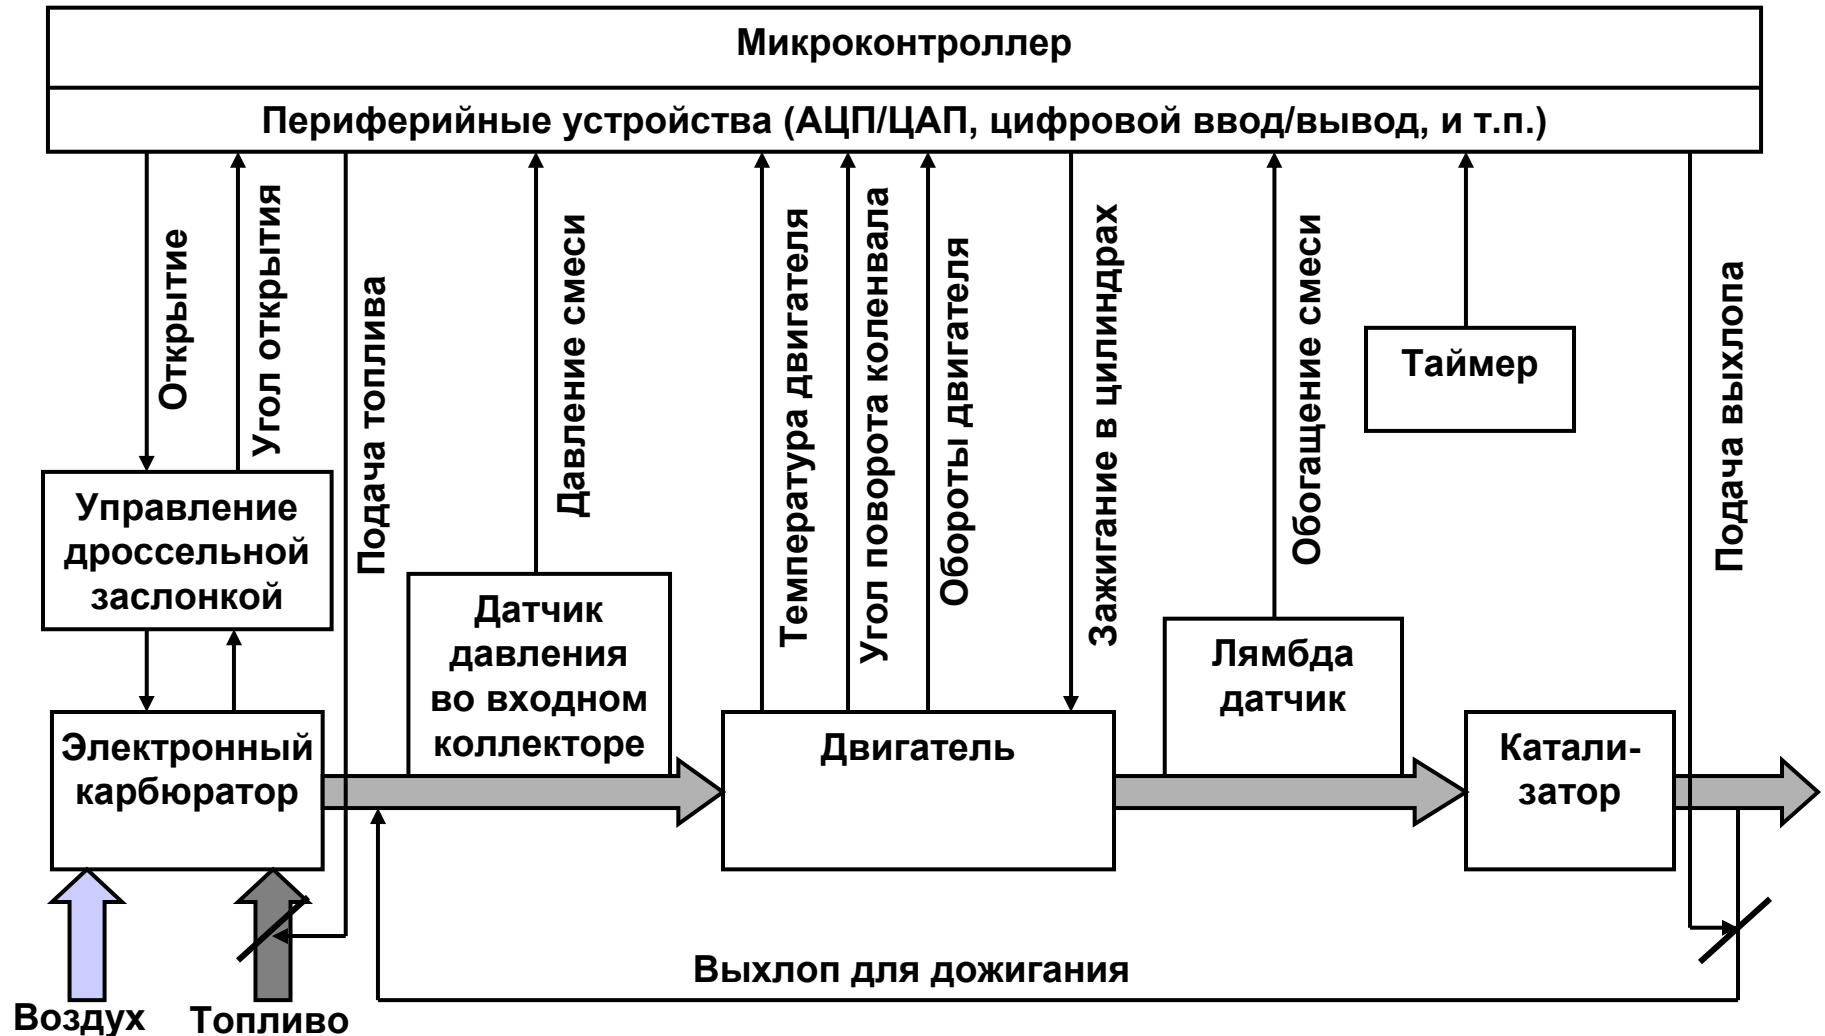 Микроконтроллер
Периферийные устройства (АЦП/ЦАП, цифровой ввод/вывод, и т.п.)
Открытие
Угол открытия
Подача топлива
Давление смеси
Температура двигателя
Угол поворота коленвала
Обороты двигателя
Зажигание в цилиндрах
Обогащение смеси
Таймер
Подача выхлопа
Управление
дроссельной
заслонкой
Датчик
давления
во входном
коллекторе
Лямбда
датчик
Электронный
карбюратор
Двигатель
Катали-
затор
Выхлоп для дожигания
Воздух
Топливо